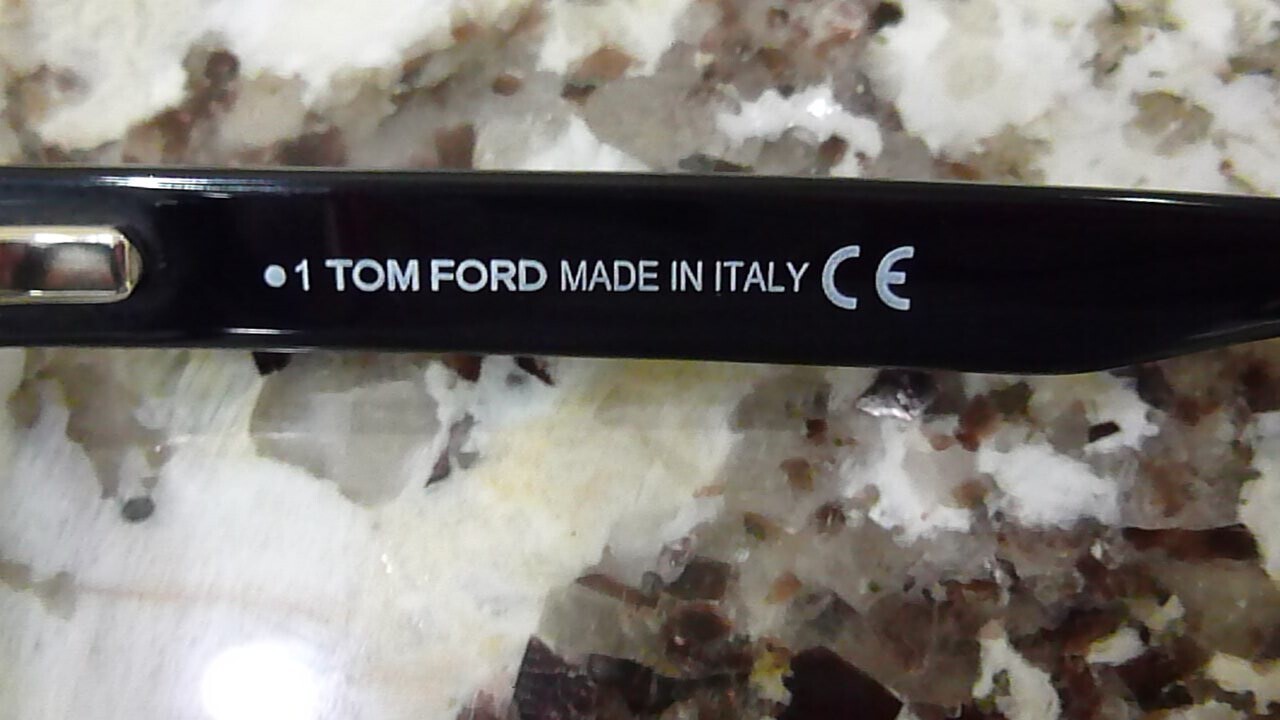 ●1 TOM FORD MADE IN ITALY CE